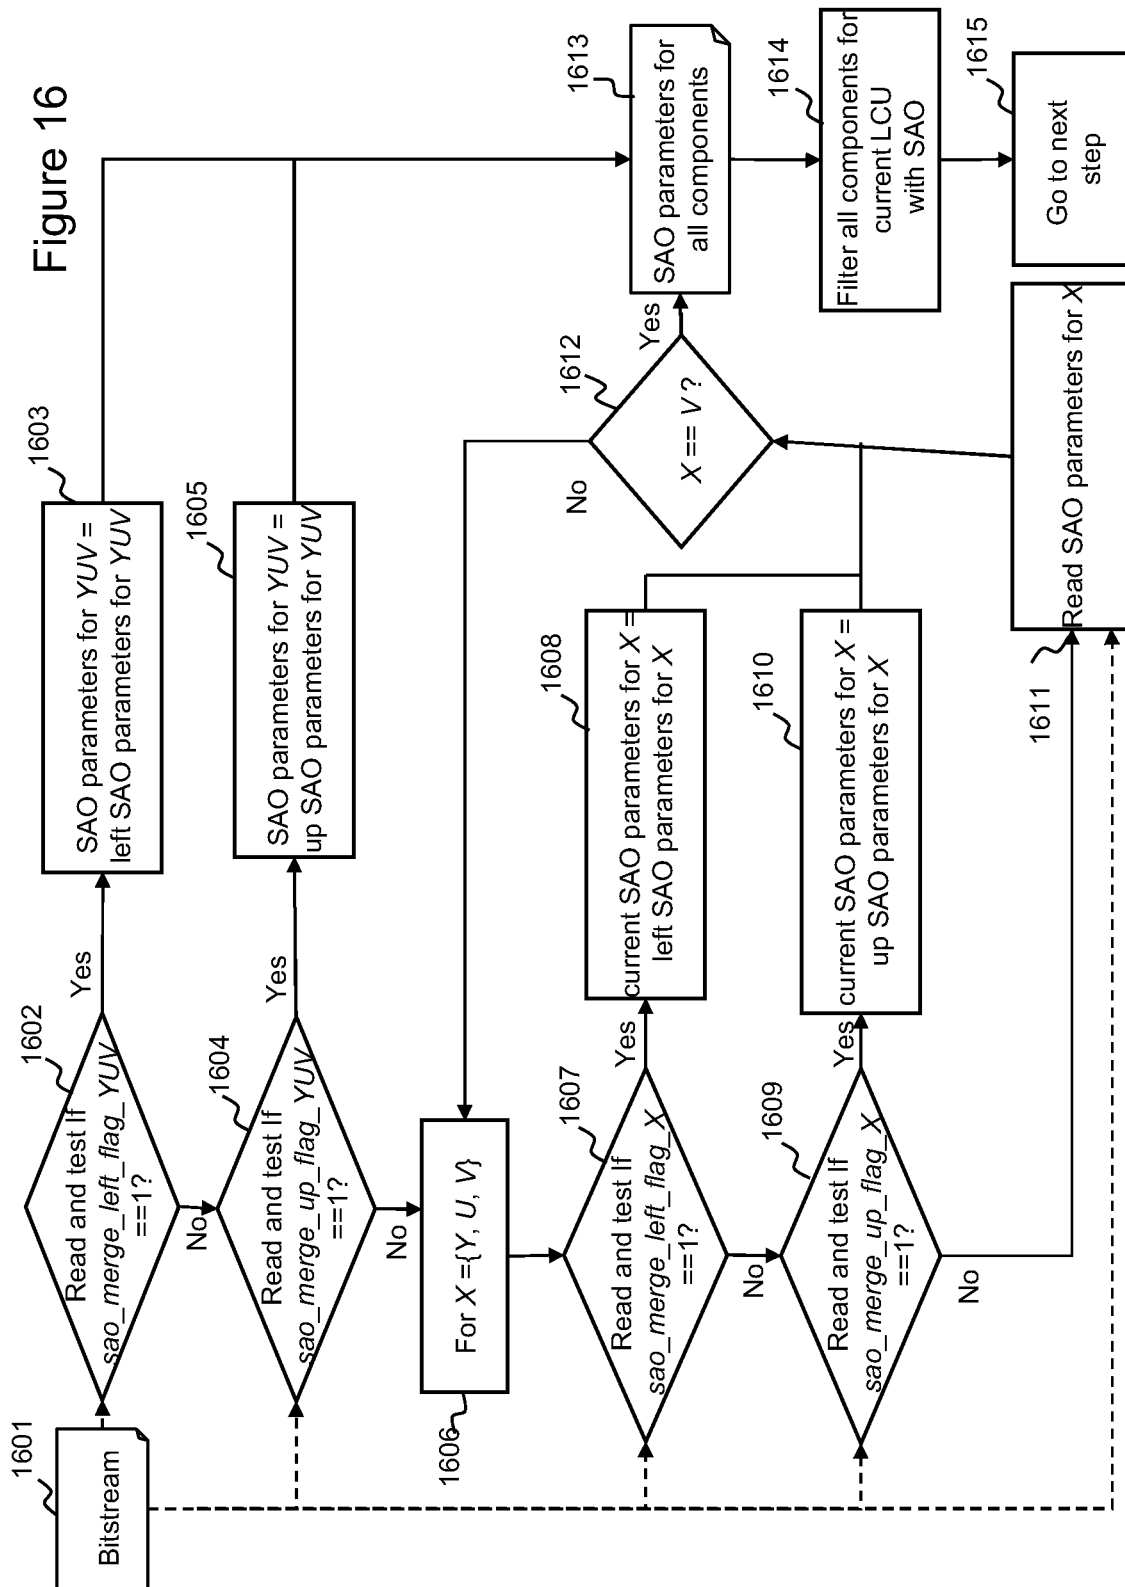 Figure 16
1601
Bitstream
1602
Read and test If
sao_merge_left_flag_YUV
==1?
Yes
No
1603
SAO parameters for YUV =
left SAO parameters for YUV
1604
Read and test If
sao_merge_up_flag_YUV
==1?
Yes
No
1605
SAO parameters for YUV =
up SAO parameters for YUV
1606
For X ={Y, U, V}
1607
Read and test If
sao_merge_left_flag_X
==1?
Yes
No
1608
current SAO parameters for X =
left SAO parameters for X
1609
Read and test If
sao_merge_up_flag_X
==1?
Yes
No
1610
current SAO parameters for X =
up SAO parameters for X
1611
Read SAO parameters for X
1612
X == V ?
No
Yes
1613
SAO parameters for
all components
1614
Filter all components for
current LCU
with SAO
1615
Go to next
step